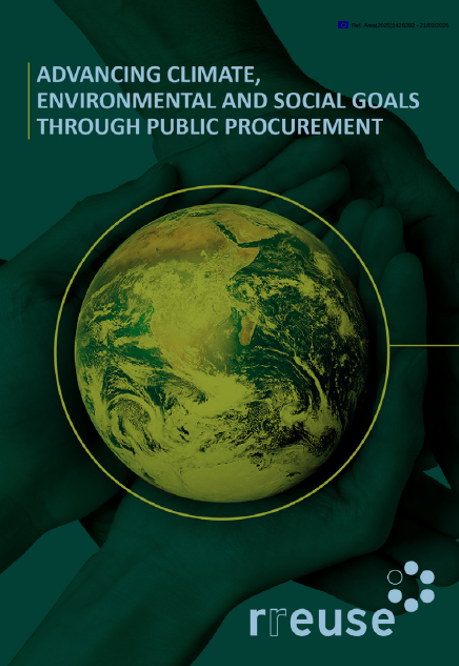 ADVANCING CLIMATE,
ENVIRONMENTAL AND SOCIAL GOALS
THROUGH PUBLIC PROCUREMENT
rreuse